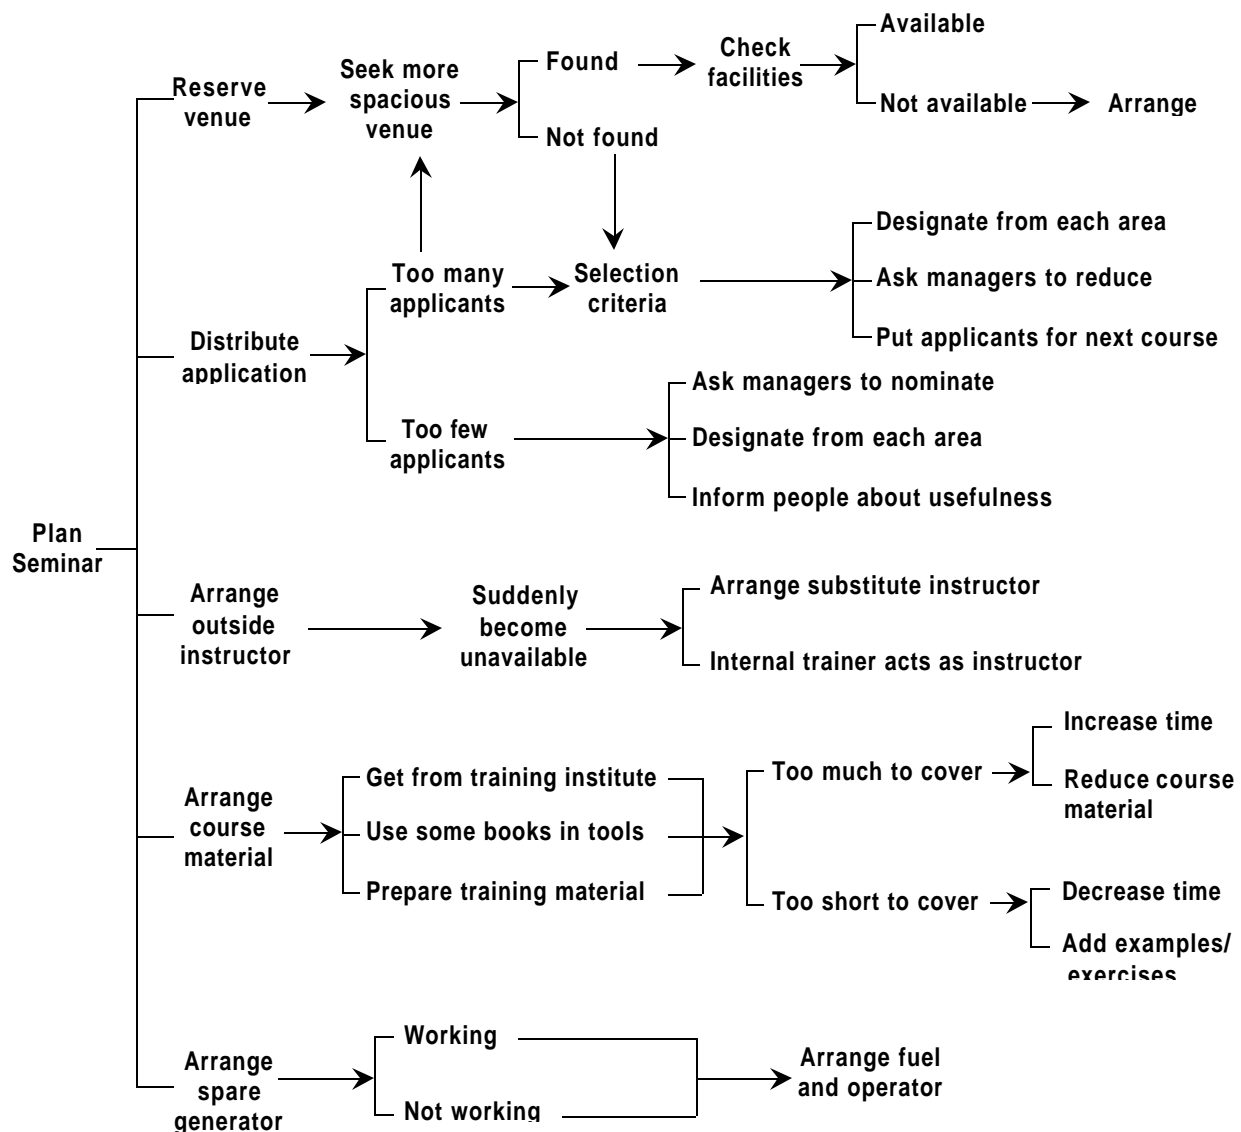 Available
Found
Check
facilities
Seek more
spacious
venue
Reserve
venue
Not available
Arrange
Not found
Designate from each area
Too many
applicants
Selection
criteria
Ask managers to reduce
Put applicants for next course
Distribute
application
Ask managers to nominate
Too few
applicants
Designate from each area
Inform people about usefulness
Plan
Seminar
Arrange
outside
instructor
Suddenly
become
unavailable
Arrange substitute instructor
Internal trainer acts as instructor
Increase time
Get from training institute
Too much to cover
Reduce course
material
Arrange
course
material
Use some books in tools
Prepare training material
Too short to cover
Decrease time
Add examples/
exercises
Working
Arrange
spare
generator
Arrange fuel
and operator
Not working